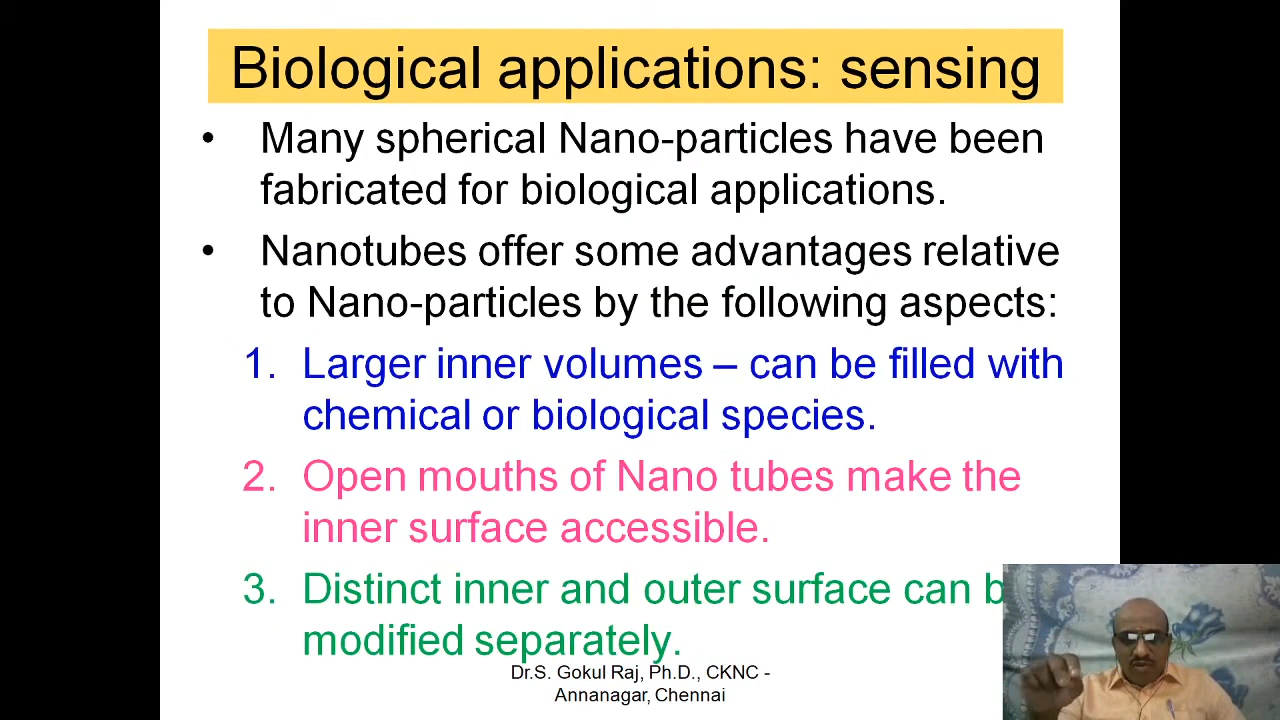 Biological applications: sensing
• Many spherical Nano-particles have been
fabricated for biological applications.
• Nanotubes offer some advantages relative
to Nano-particles by the following aspects:
1. Larger inner volumes – can be filled with
chemical or biological species.
2. Open mouths of Nano tubes make the
inner surface accessible.
3. Distinct inner and outer surface can
modified separately.
Dr.S. Gokul Raj, Ph.D., CKNC -
Annanagar, Chennai